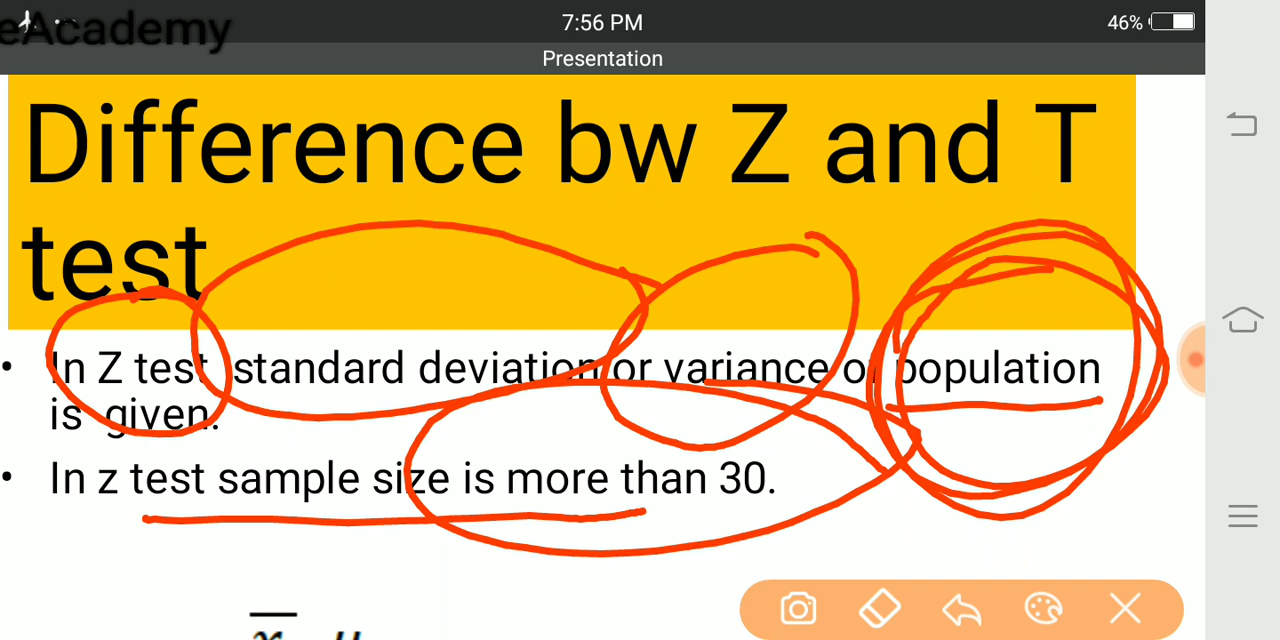 eAcademy
7:56 PM
46%
Presentation
Difference bw Z and T
test
• In Z test standard deviation or variance of population
is given.
• In z test sample size is more than 30.